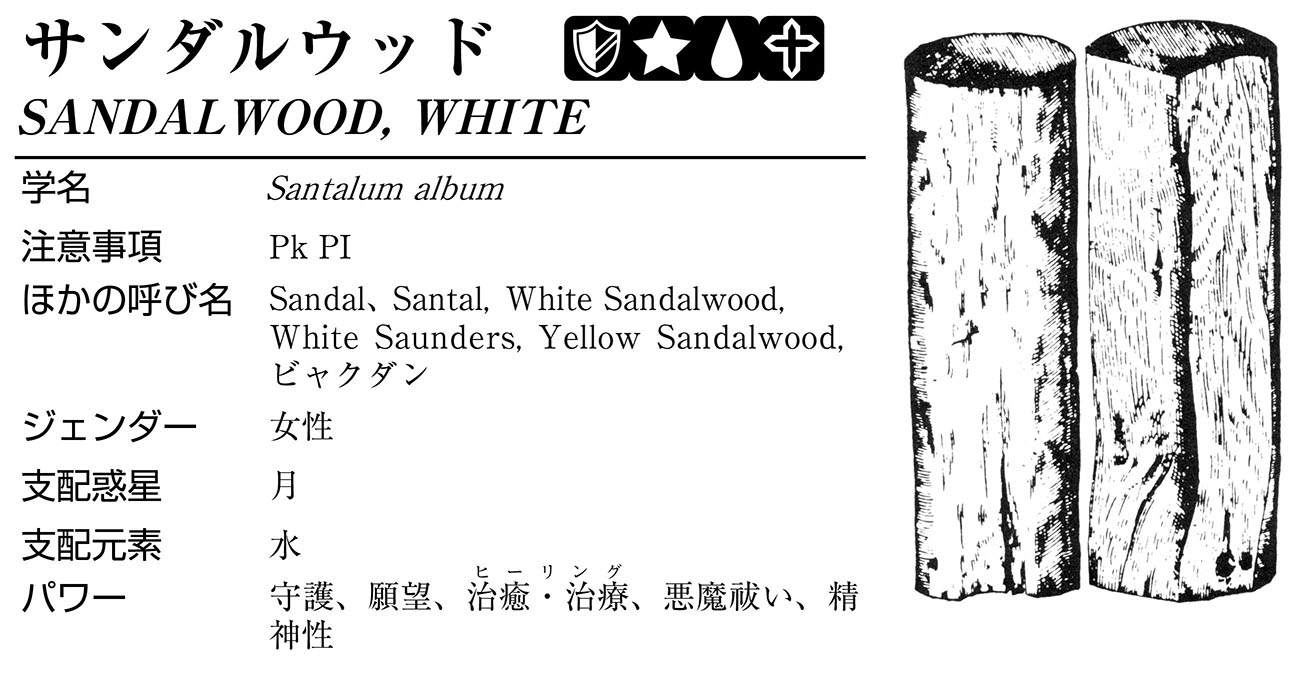 サンダルウッド
SANDALWOOD, WHITE
学名 Santalum album
注意事項 Pk PI
ほかの呼び名 Sandal、Santal, White Sandalwood,
White Saunders, Yellow Sandalwood,
ビャクダン
ジェンダー 女性
支配惑星 月
支配元素 水
ヒーリング
パワー 守護、願望、治癒・治療、悪魔祓い、精
神性